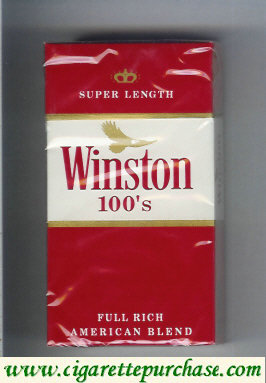 SUPER LENGTH
Winston
100's
FULL RICH
AMERICAN BLEND
www.cigarettepurchase.com